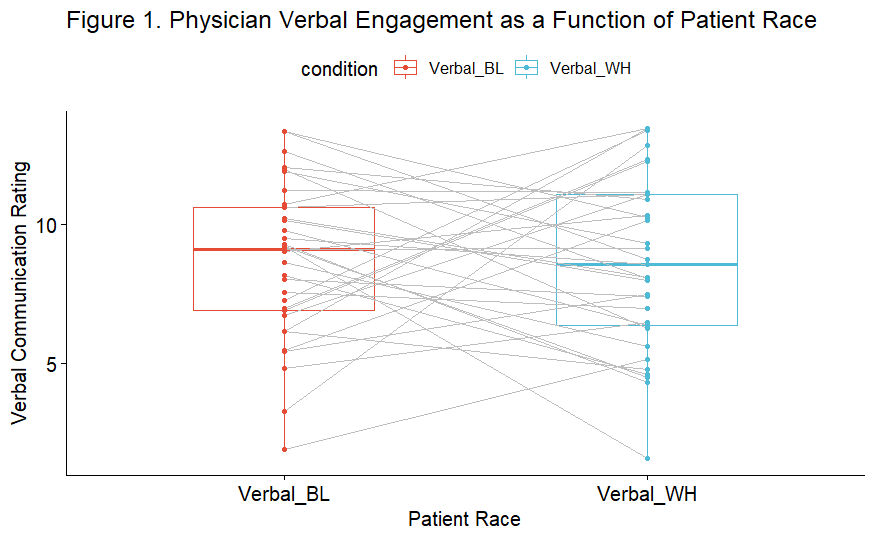 Figure 1. Physician Verbal Engagement as a Function of Patient Race
condition Verbal_BL Verbal_WH
Verbal Communication Rating
10
5
Verbal_BL Verbal_WH
Patient Race